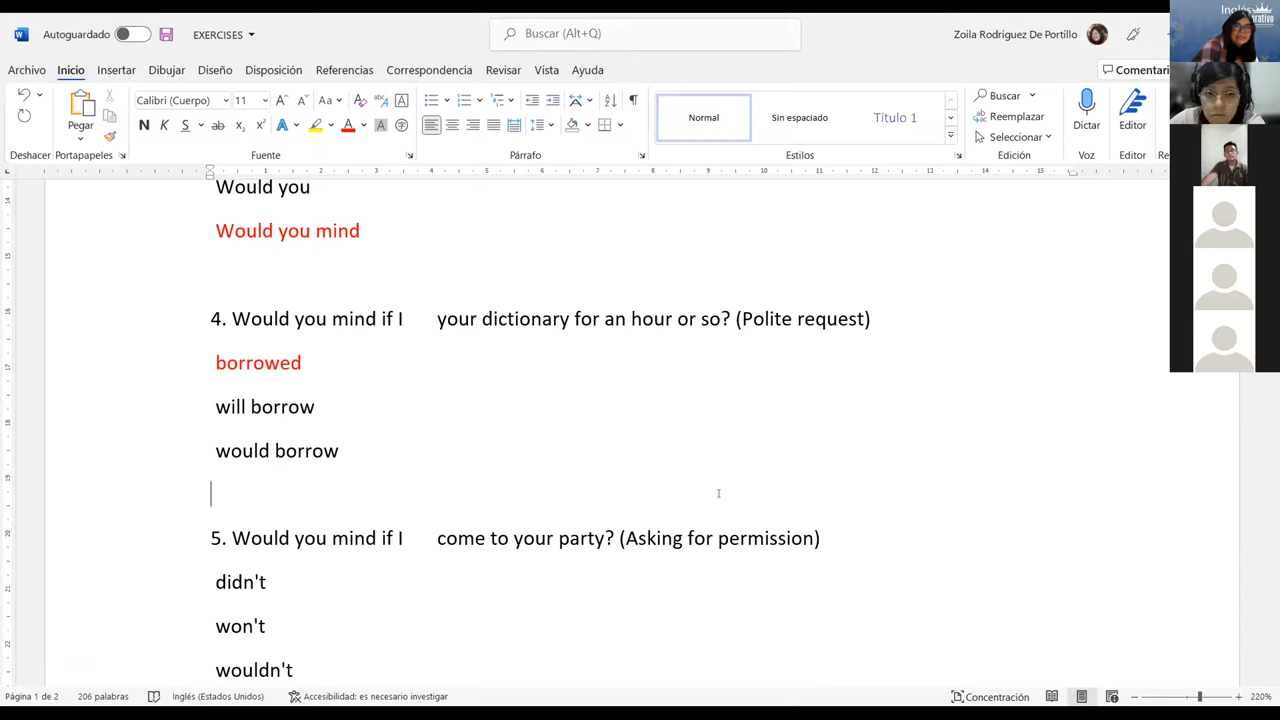 Autoguardado
EXERCISES
Buscar (Alt+Q)
Zoila Rodriguez De Portillo
Inglés
Archivo Inicio Insertar Dibujar Diseño Disposición Referencias Correspondencia Revisar Vista Ayuda
Comentari
Pegar
Calibri (Cuerpo) 11
Normal
Sin espaciado
Título 1
Buscar
Reemplazar
Seleccionar
Dictar
Editor
Deshacer Portapapeles Fuente Párrafo Estilos Edición Voz Editor Re
Would you
Would you mind
4. Would you mind if I your dictionary for an hour or so? (Polite request)
borrowed
will borrow
would borrow
5. Would you mind if I come to your party? (Asking for permission)
didn't
won't
wouldn't
Página 1 de 2 206 palabras Inglés (Estados Unidos) Accesibilidad: es necesario investigar Concentración 220%